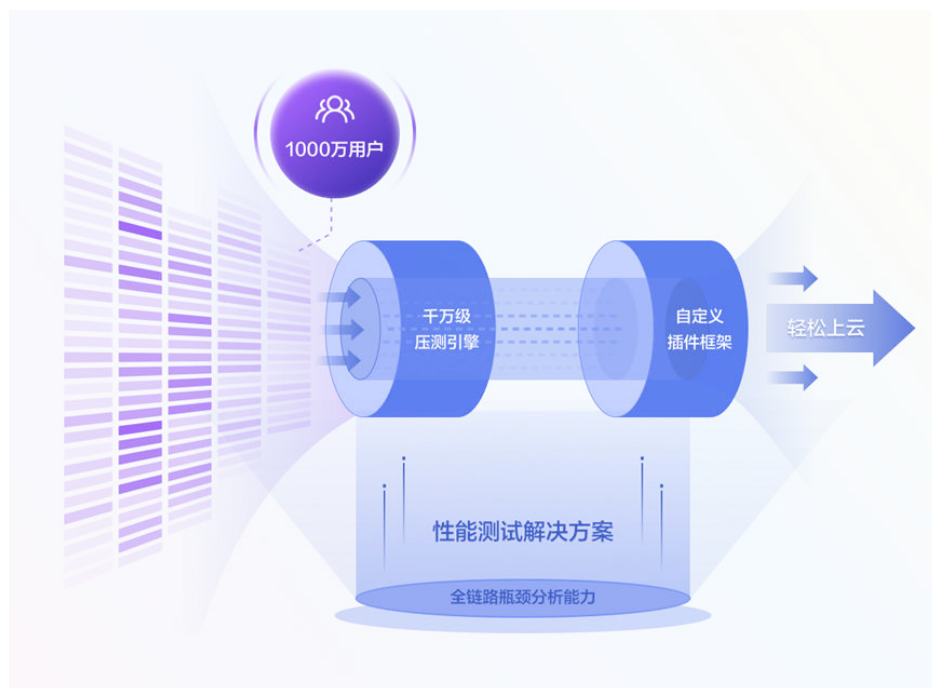 1000万用户
千万级
压测引擎
自定义
插件框架
轻松上云
性能测试解决方案
全链路瓶颈分析能力